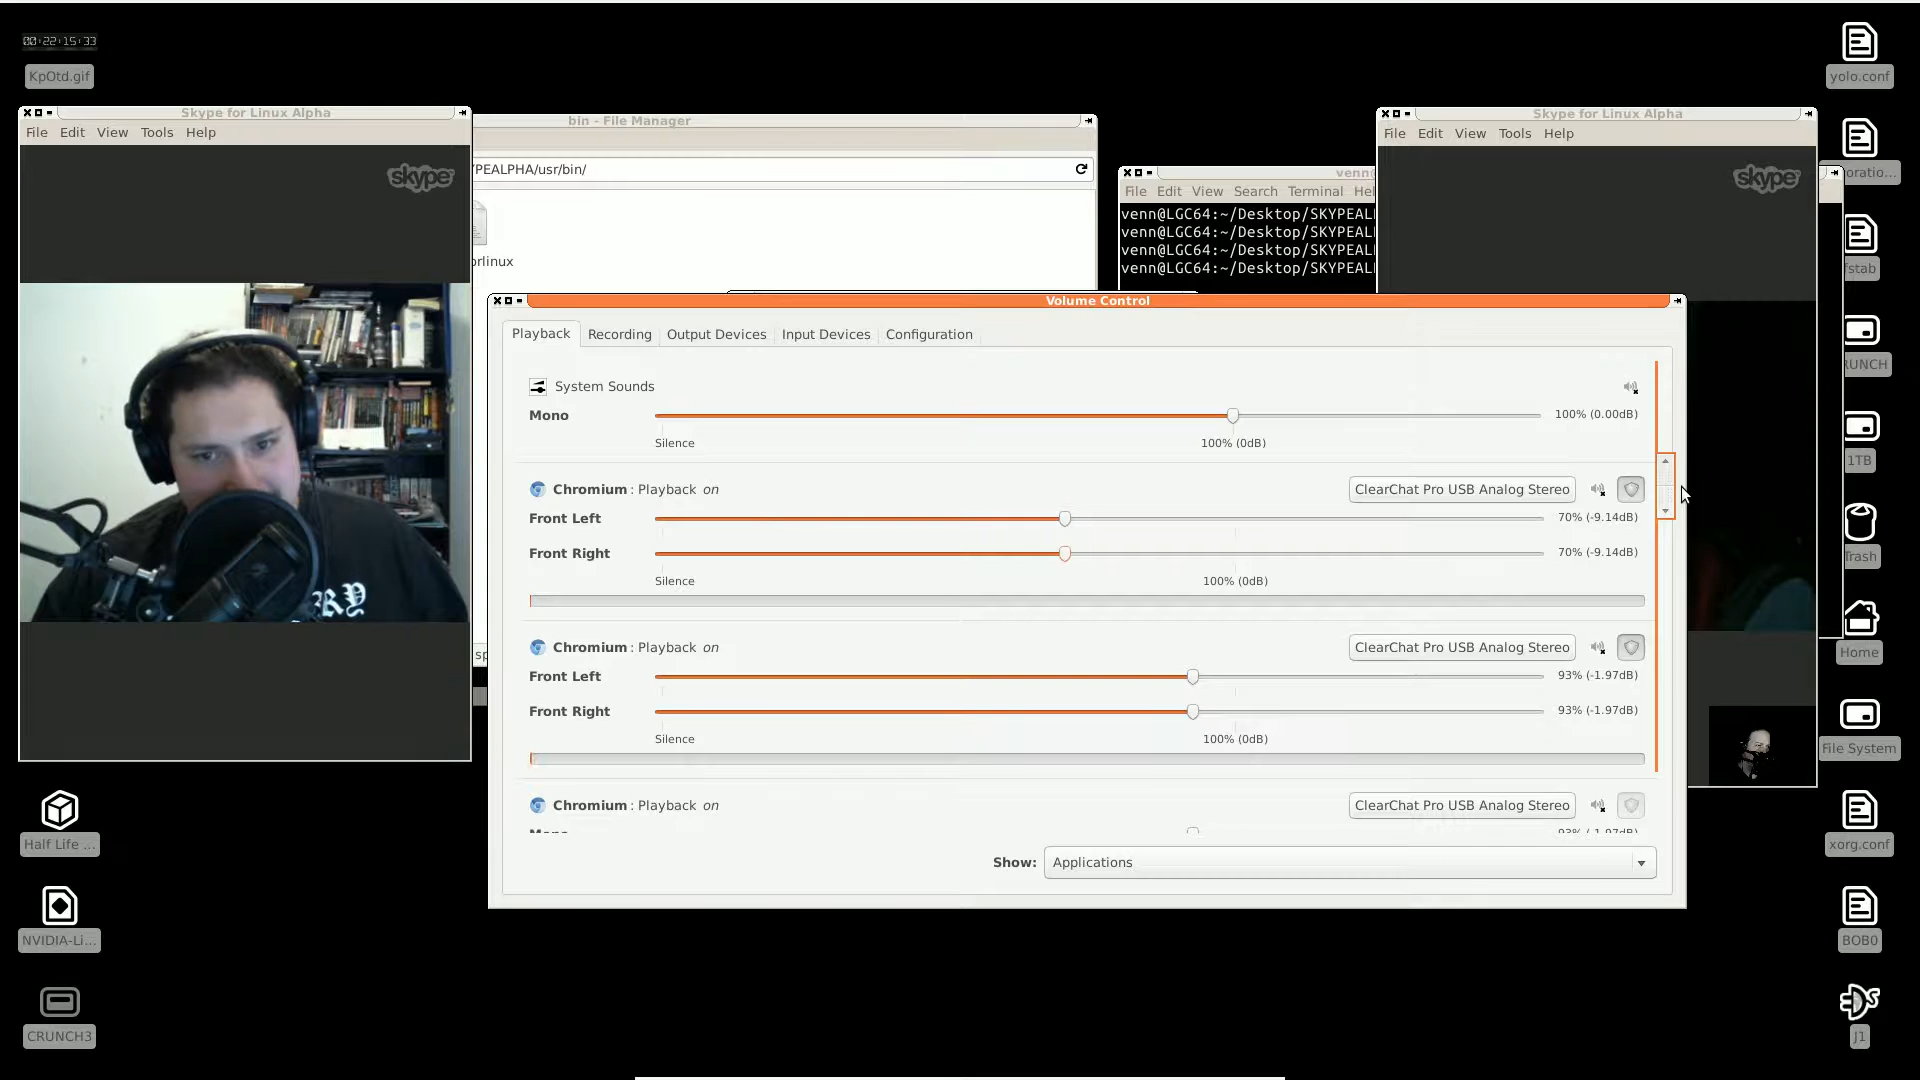 00:22:15:33
KpOtd.gif
yolo.conf
Skype for Linux Alpha
File Edit View Tools Help
skype
bin - File Manager
PEALPHA/usr/bin/
orlinux
File Edit View Search Terminal
venn@LGC64:~/Desktop/SKYPEAL
venn@LGC64:~/Desktop/SKYPEAL
venn@LGC64:~/Desktop/SKYPEAL
venn@LGC64:~/Desktop/SKYPEAL
Skype for Linux Alpha
File Edit View Tools Help
skype
oratio...
fstab
Volume Control
Playback Recording Output Devices Input Devices Configuration
System Sounds
Mono 100% (0.00dB)
Silence 100% (0dB)
Chromium : Playback on ClearChat Pro USB Analog Stereo
Front Left 70% (-9.14dB)
Front Right 70% (-9.14dB)
Silence 100% (0dB)
Chromium : Playback on ClearChat Pro USB Analog Stereo
Front Left 93% (-1.97dB)
Front Right 93% (-1.97dB)
Silence 100% (0dB)
Chromium : Playback on ClearChat Pro USB Analog Stereo
Show: Applications
RUNCH
1TB
Trash
Home
File System
xorg.conf
BOB0
J1
Half Life ...
NVIDIA-Li...
CRUNCH3